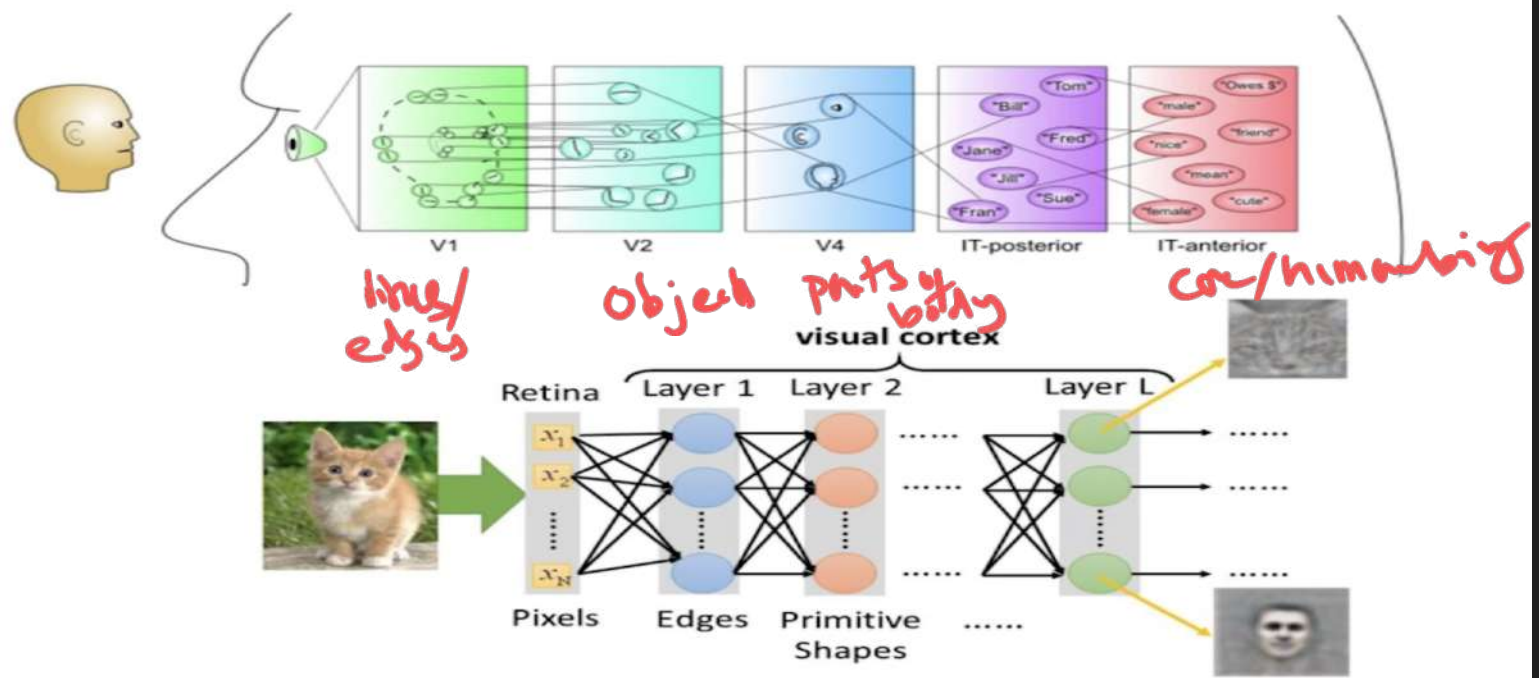 "Tom"
"Owes $"
"Bill"
"male"
"Fred"
"friend"
"Jane"
"nice"
"Jill"
"mean"
"Sue"
"Fran"
"female"
"cute"
V1 V2 V4 IT-posterior IT-anterior
lines/ Object parts of
edges body
visual cortex
Retina Layer 1 Layer 2 Layer L
x1 ...... ......
x2 ...... ......
......
xN ...... ......
Pixels Edges Primitive ......
Shapes